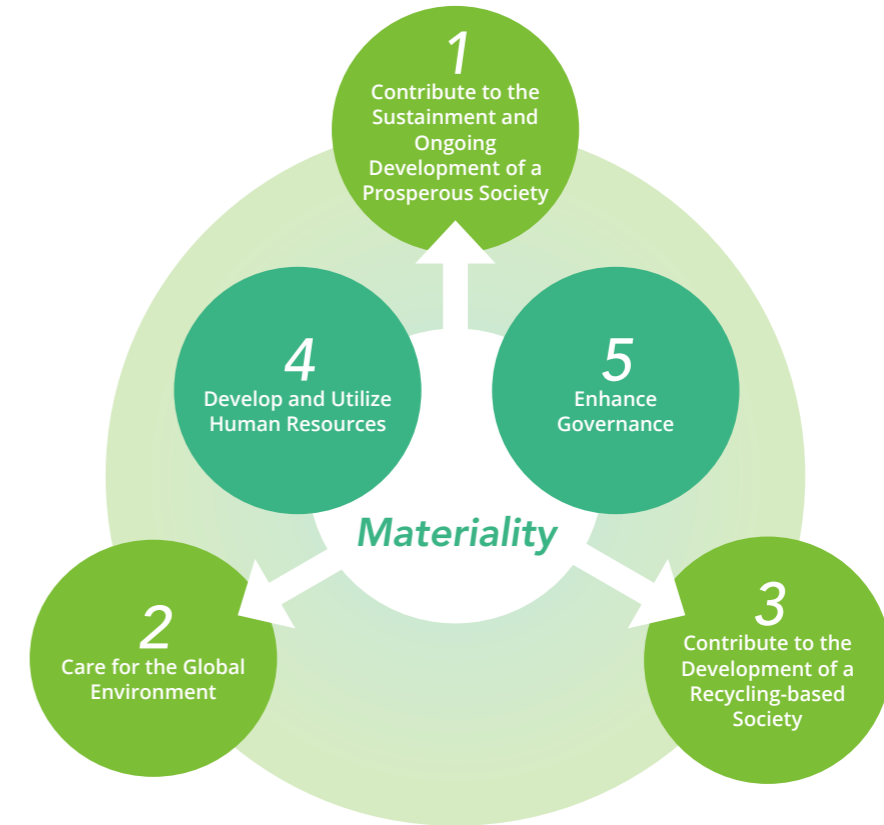 1
Contribute to the
Sustainment and
Ongoing
Development of a
Prosperous Society
4
Develop and Utilize
Human Resources
5
Enhance
Governance
Materiality
2
Care for the Global
Environment
3
Contribute to the
Development of a
Recycling-based
Society